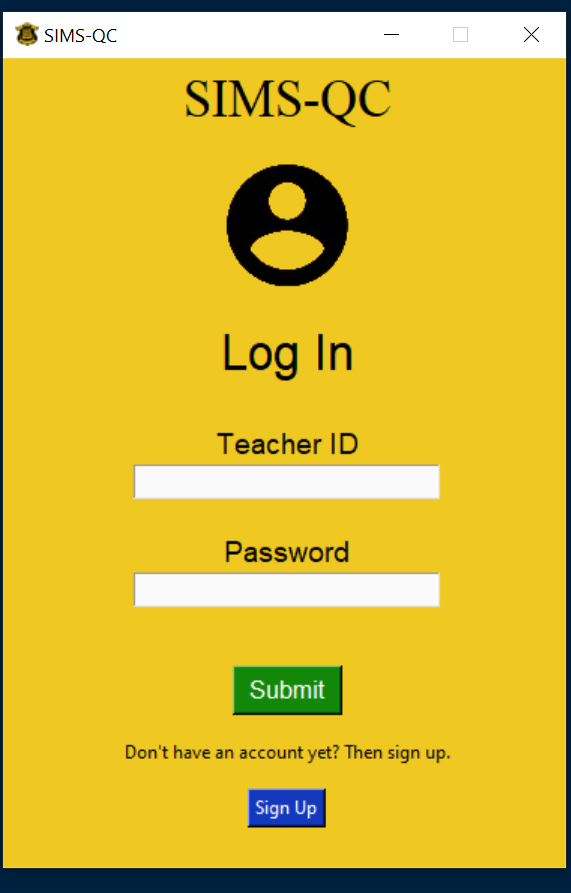 SIMS-QC
SIMS-QC
Log In
Teacher ID
Password
Submit
Don't have an account yet? Then sign up.
Sign Up